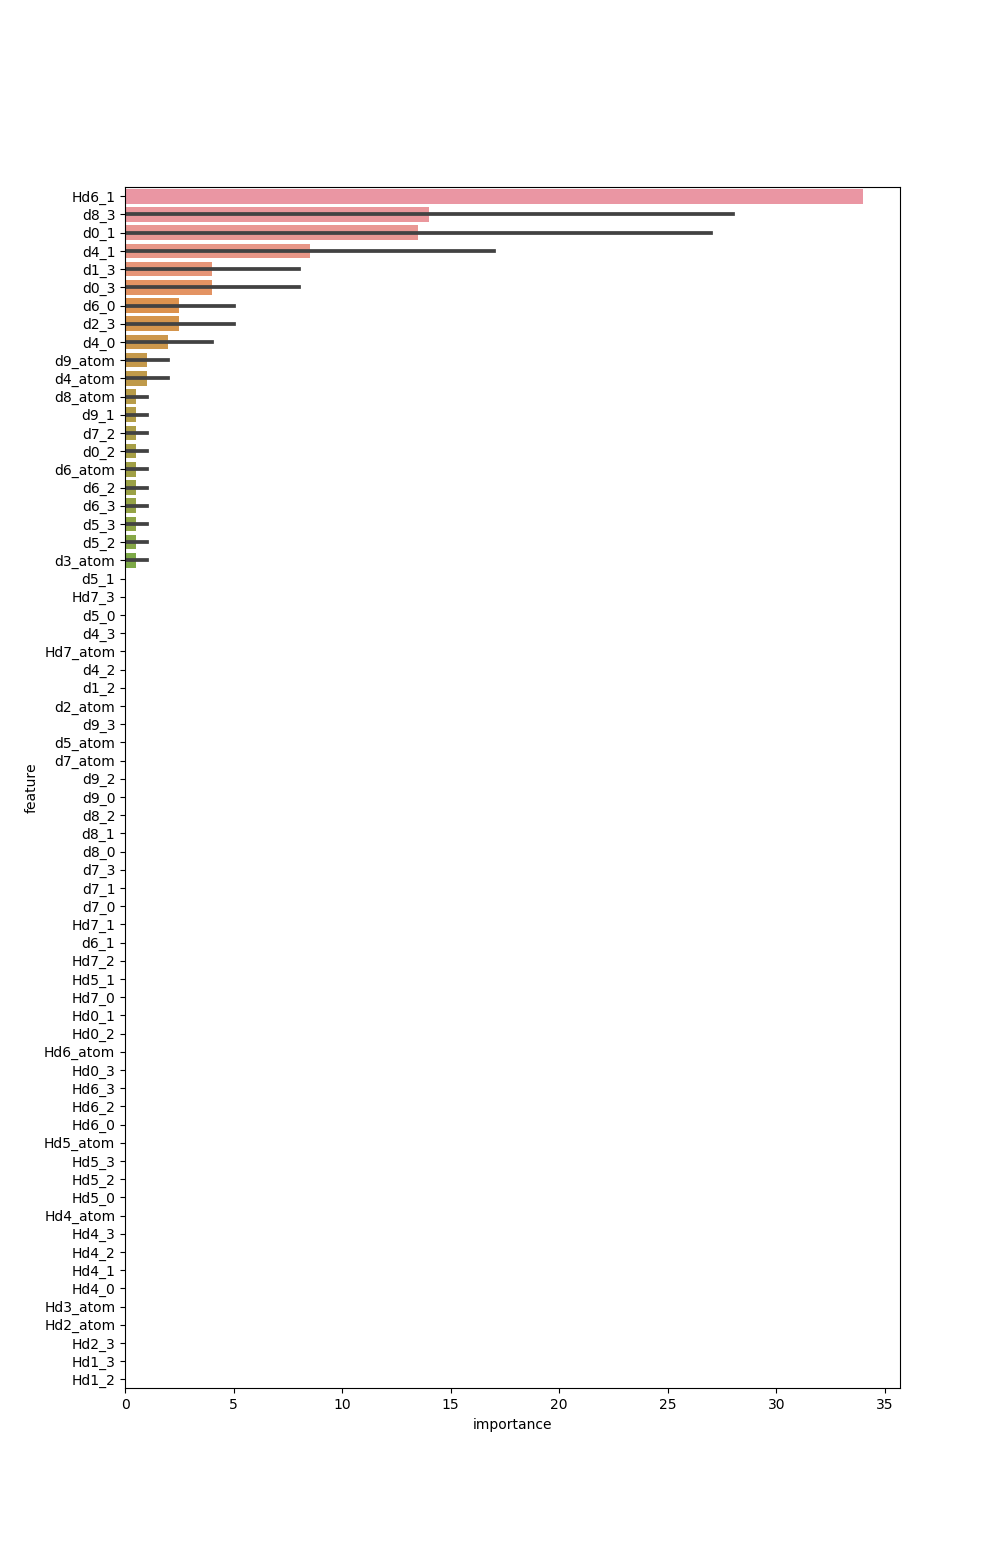 Hd6_1
d8_3
d0_1
d4_1
d1_3
d0_3
d6_0
d2_3
d4_0
d9_atom
d4_atom
d8_atom
d9_1
d7_2
d0_2
d6_atom
d6_2
d6_3
d5_3
d5_2
d3_atom
d5_1
Hd7_3
d5_0
d4_3
Hd7_atom
d4_2
d1_2
d2_atom
d9_3
d5_atom
d7_atom
d9_2
d9_0
d8_2
d8_1
d8_0
d7_3
d7_1
d7_0
Hd7_1
d6_1
Hd7_2
Hd5_1
Hd7_0
Hd0_1
Hd0_2
Hd6_atom
Hd0_3
Hd6_3
Hd6_2
Hd6_0
Hd5_atom
Hd5_3
Hd5_2
Hd5_0
Hd4_atom
Hd4_3
Hd4_2
Hd4_1
Hd4_0
Hd3_atom
Hd2_atom
Hd2_3
Hd1_3
Hd1_2
feature
0 5 10 15 20 25 30 35
importance